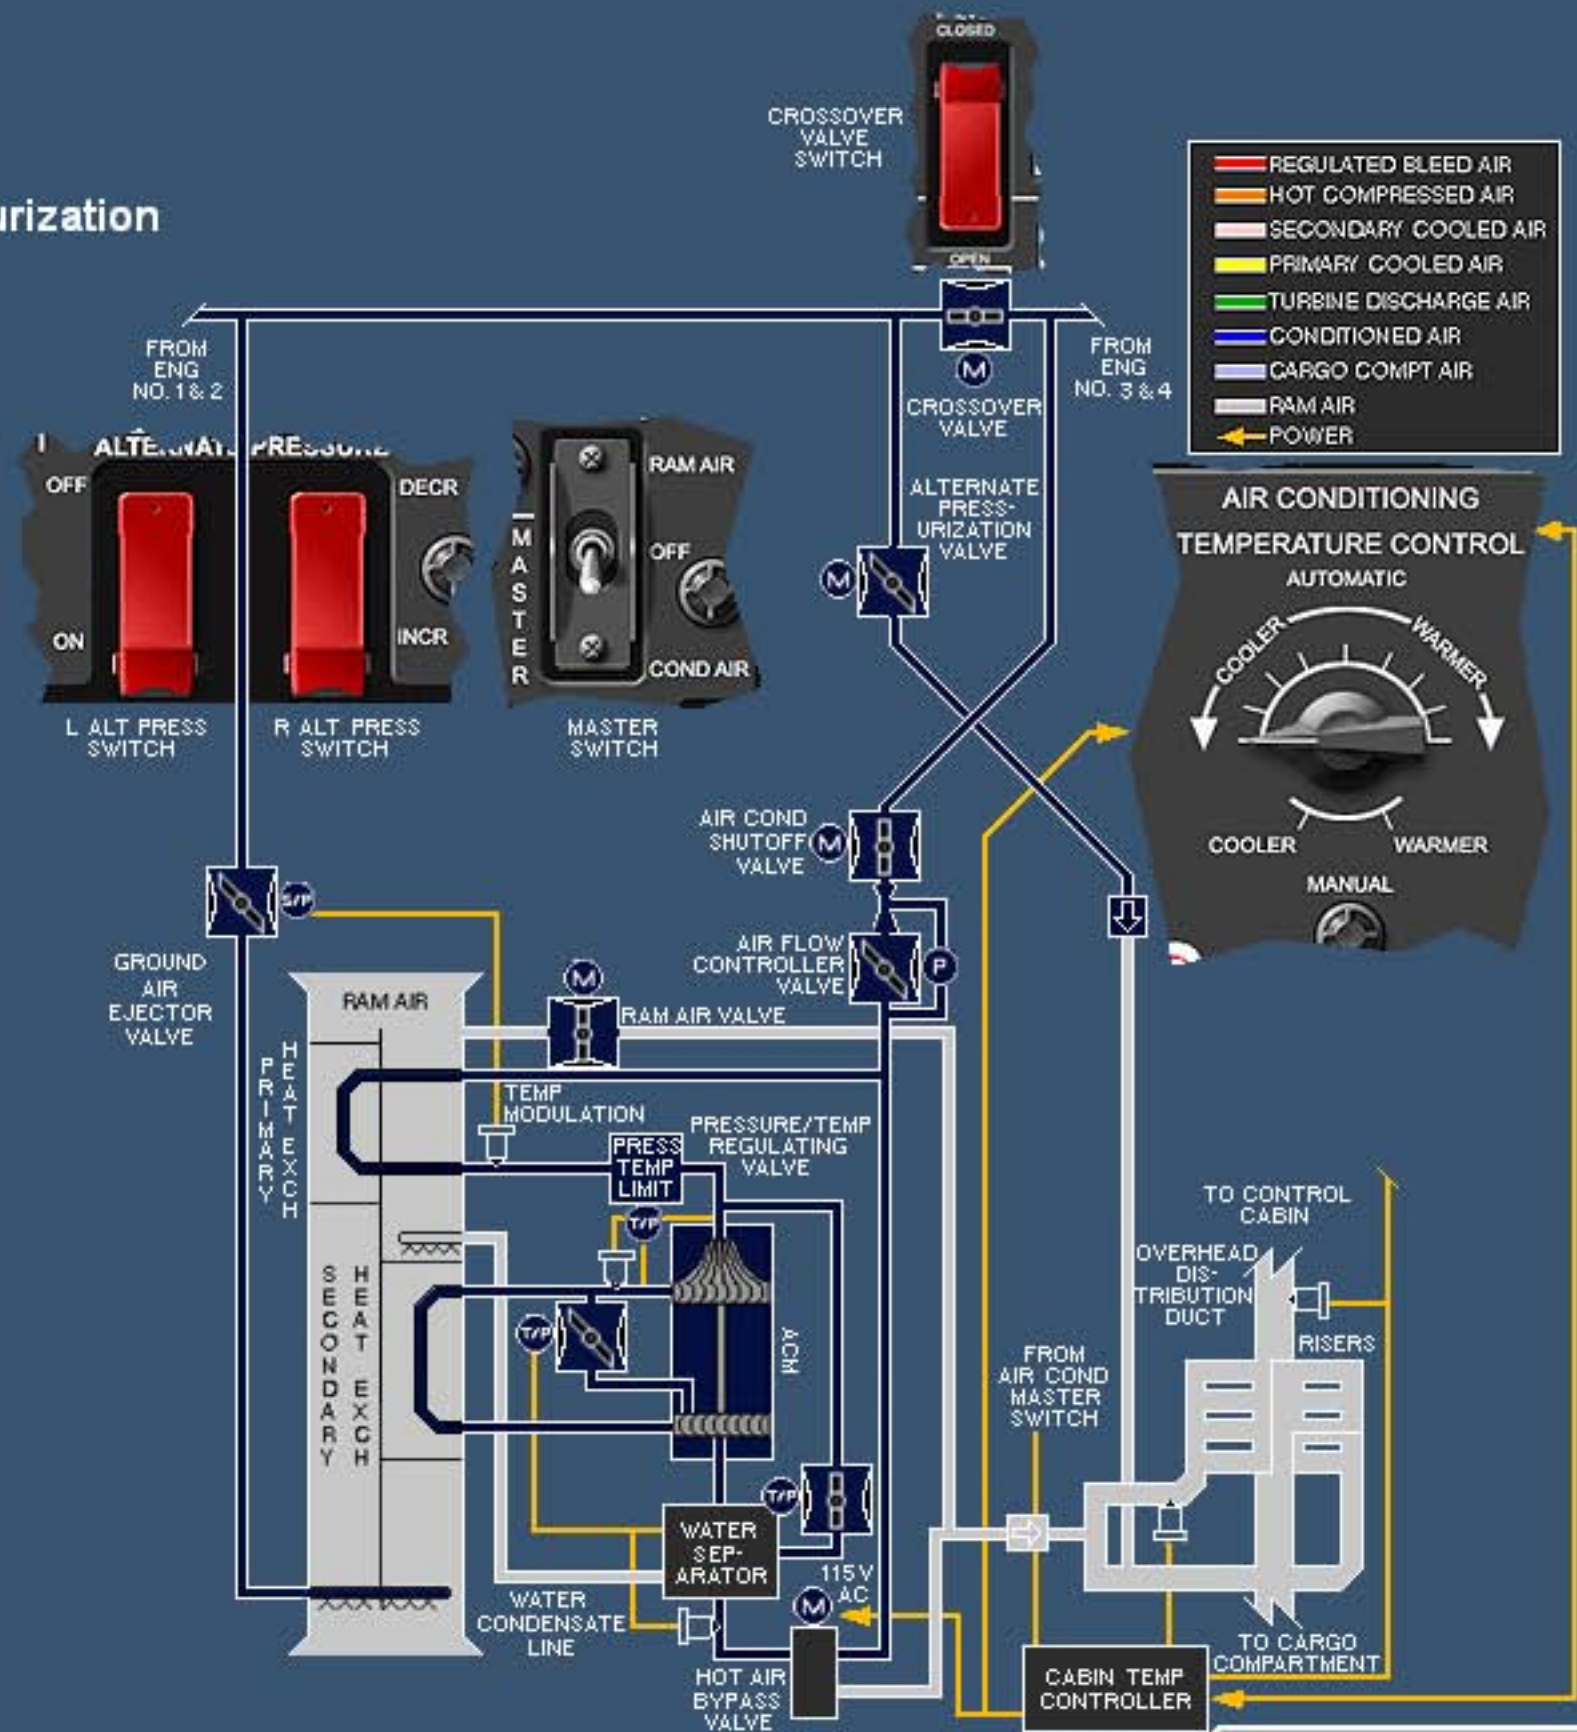 CLOSED
CROSSOVER
VALVE
SWITCH
OPEN
REGULATED BLEED AIR
HOT COMPRESSED AIR
SECONDARY COOLED AIR
PRIMARY COOLED AIR
TURBINE DISCHARGE AIR
CONDITIONED AIR
CARGO COMPT AIR
RAM AIR
POWER
urization
FROM
ENG
NO. 1 & 2
M
CROSSOVER
VALVE
FROM
ENG
NO. 3 & 4
ALTERNATE PRESSURE
OFF
ON
DECR
INCR
L ALT PRESS
SWITCH
R ALT PRESS
SWITCH
MASTER
RAM AIR
OFF
COND AIR
MASTER
SWITCH
ALTERNATE
PRESS-
URIZATION
VALVE
M
AIR CONDITIONING
TEMPERATURE CONTROL
AUTOMATIC
COOLER
WARMER
COOLER
WARMER
MANUAL
AIR COND
SHUTOFF
VALVE
M
S/P
GROUND
AIR
EJECTOR
VALVE
AIR FLOW
CONTROLLER
VALVE
P
RAM AIR
M
RAM AIR VALVE
PRIMARY
HEAT EXCH
TEMP
MODULATION
PRESS
TEMP
LIMIT
PRESSURE/TEMP
REGULATING
VALVE
T/P
SECONDARY
HEAT EXCH
T/P
ACM
TO CONTROL
CABIN
OVERHEAD
DIS-
TRIBUTION
DUCT
RISERS
FROM
AIR COND
MASTER
SWITCH
T/P
WATER
SEP-
ARATOR
115 V
AC
M
WATER
CONDENSATE
LINE
HOT AIR
BYPASS
VALVE
CABIN TEMP
CONTROLLER
TO CARGO
COMPARTMENT